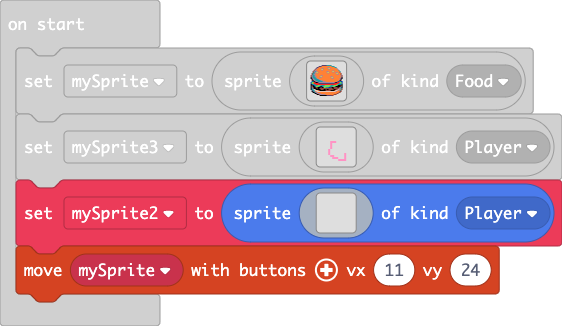 on start
set mySprite to sprite of kind Food
set mySprite3 to sprite of kind Player
set mySprite2 to sprite of kind Player
move mySprite with buttons + vx 11 vy 24